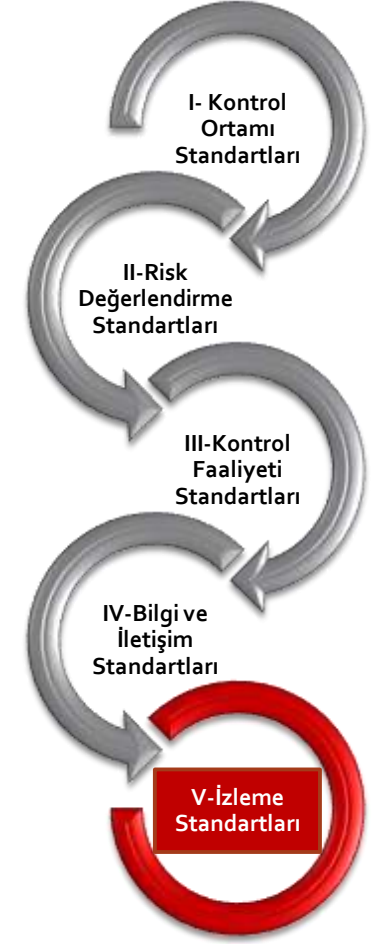 I- Kontrol
Ortamı
Standartları
II-Risk
Değerlendirme
Standartları
III-Kontrol
Faaliyeti
Standartları
IV-Bilgi ve
İletişim
Standartları
V-İzleme
Standartları